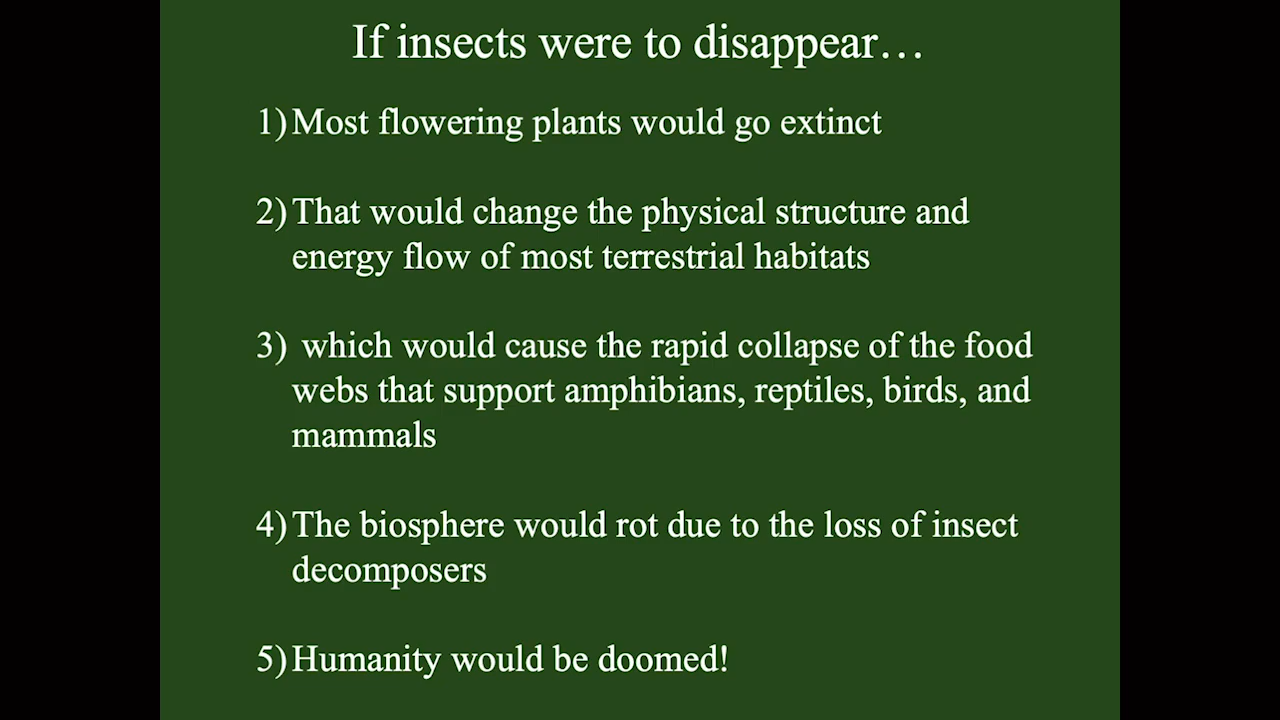 If insects were to disappear…
1) Most flowering plants would go extinct
2) That would change the physical structure and
energy flow of most terrestrial habitats
3) which would cause the rapid collapse of the food
webs that support amphibians, reptiles, birds, and
mammals
4) The biosphere would rot due to the loss of insect
decomposers
5) Humanity would be doomed!